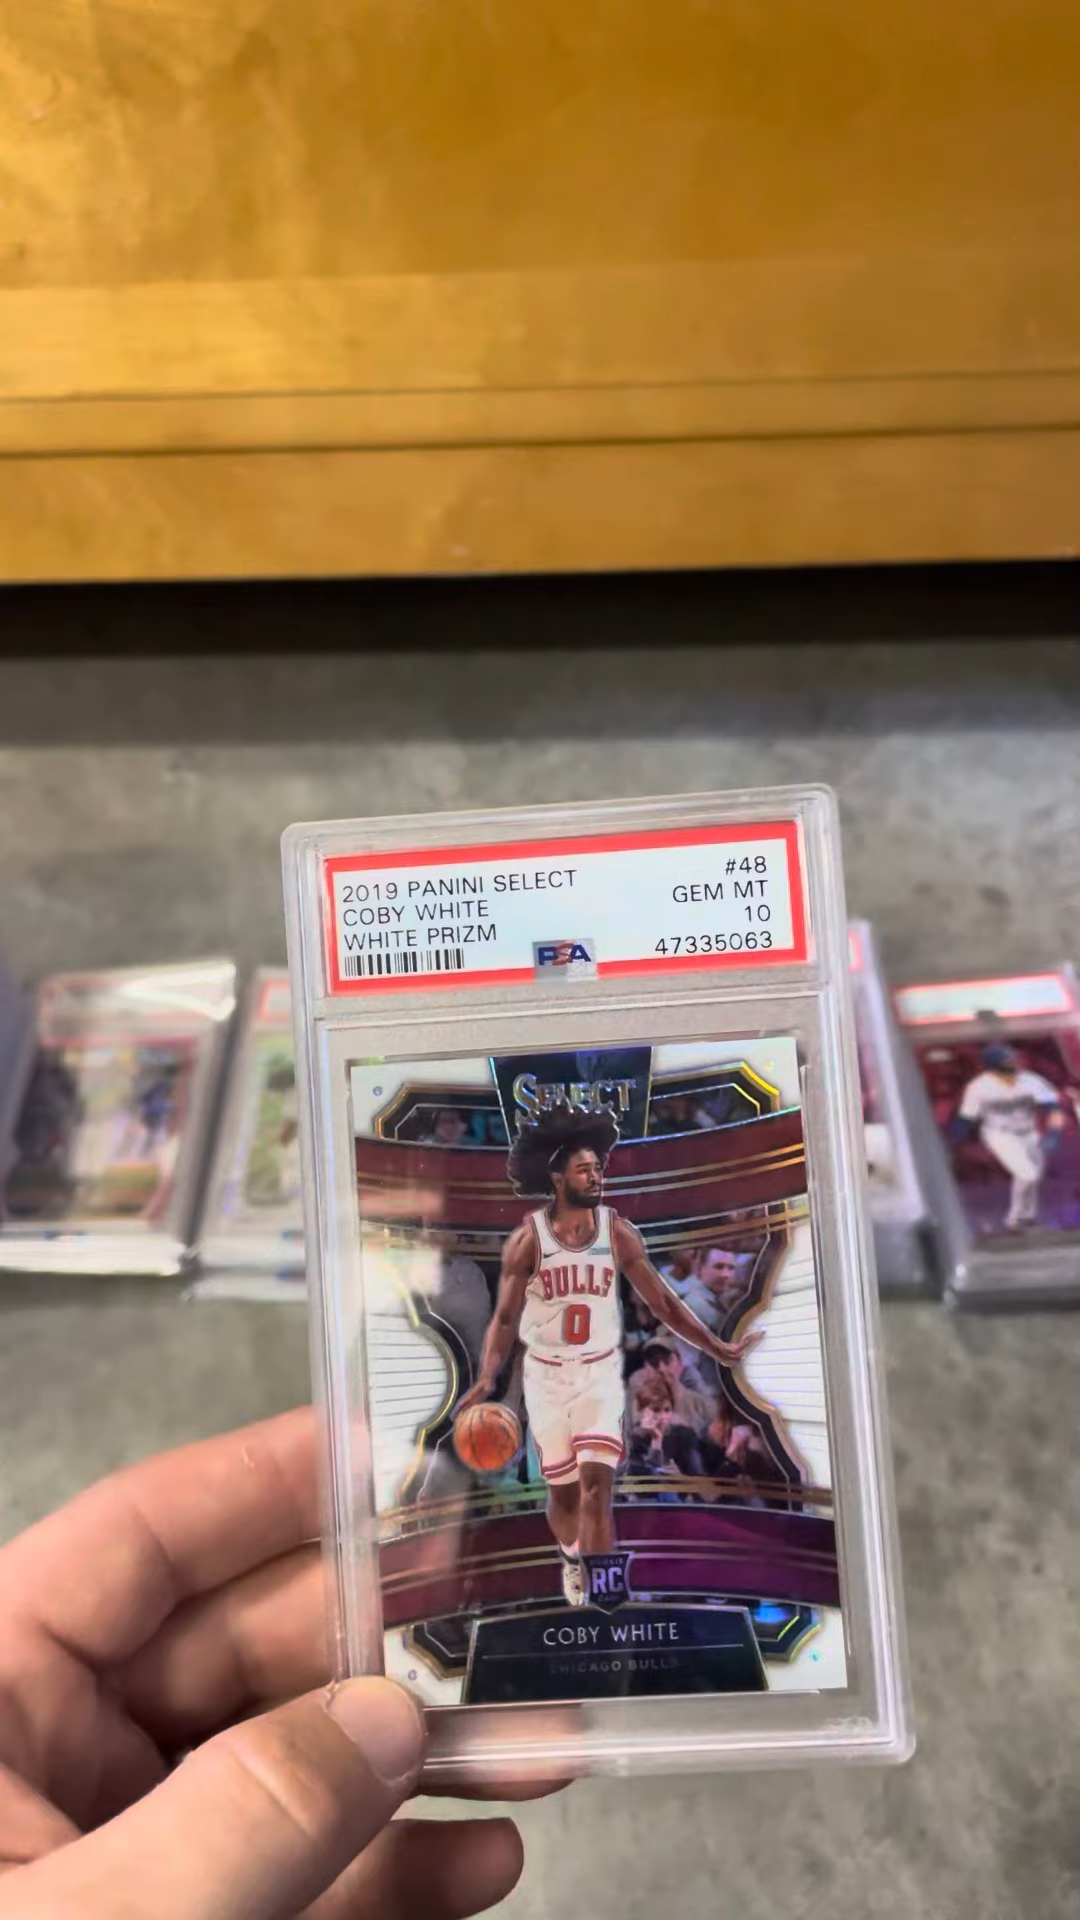 2019 PANINI SELECT #48
COBY WHITE GEM MT
WHITE PRIZM 10
PSA 47335063
SELECT
BULLS
0
ROOKIE
RC
COBY WHITE
CHICAGO BULLS